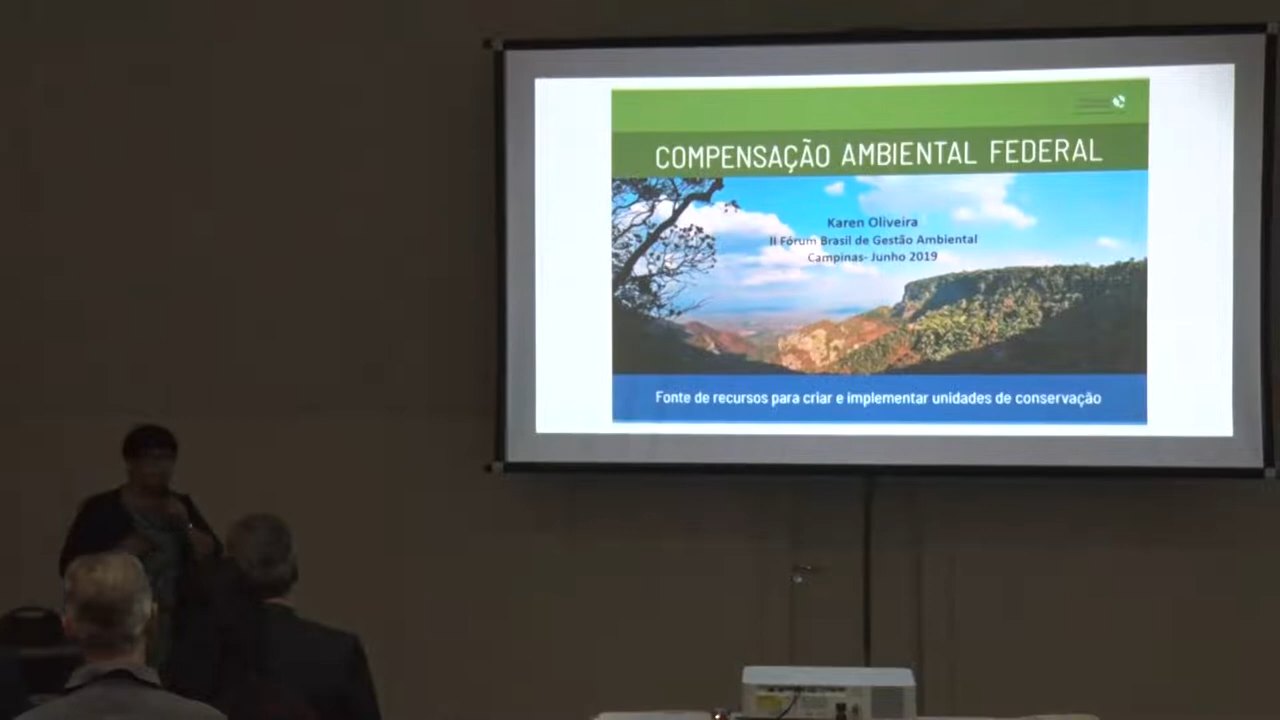 COMPENSAÇÃO AMBIENTAL FEDERAL
Karen Oliveira
II Fórum Brasil de Gestão Ambiental
Campinas- Junho 2019
Fonte de recursos para criar e implementar unidades de conservação